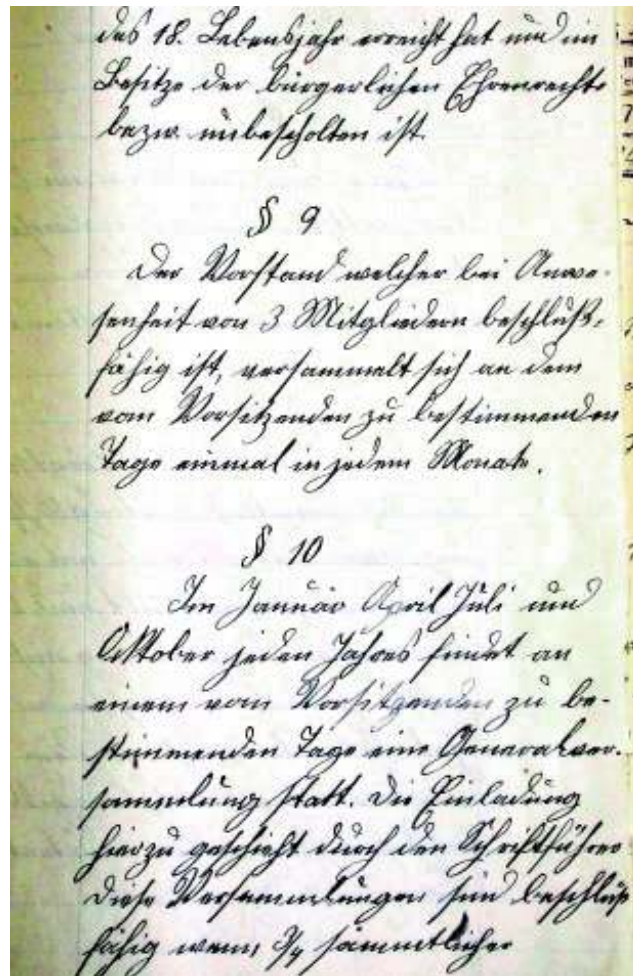 das 18. Lebensjahr erreicht hat und im
Besitze der bürgerlichen Ehrenrechte
bezw. unbescholten ist.
§ 9
Der Vorstand welcher bei Anwe-
senheit von 3 Mitgliedern beschluß-
fähig ist, versammelt sich an dem
vom Vorsitzenden zu bestimmenden
Tage einmal in jedem Monate.
§ 10
Im Januar April Juli und
Oktober jeden Jahres findet an
einem vom Vorsitzenden zu be-
stimmenden Tage eine Generalver-
sammlung statt. Die Einladung
hierzu geschieht durch den Schriftführer
Diese Versammlungen sind beschluß
fähig wenn 3/4 sämmtlicher